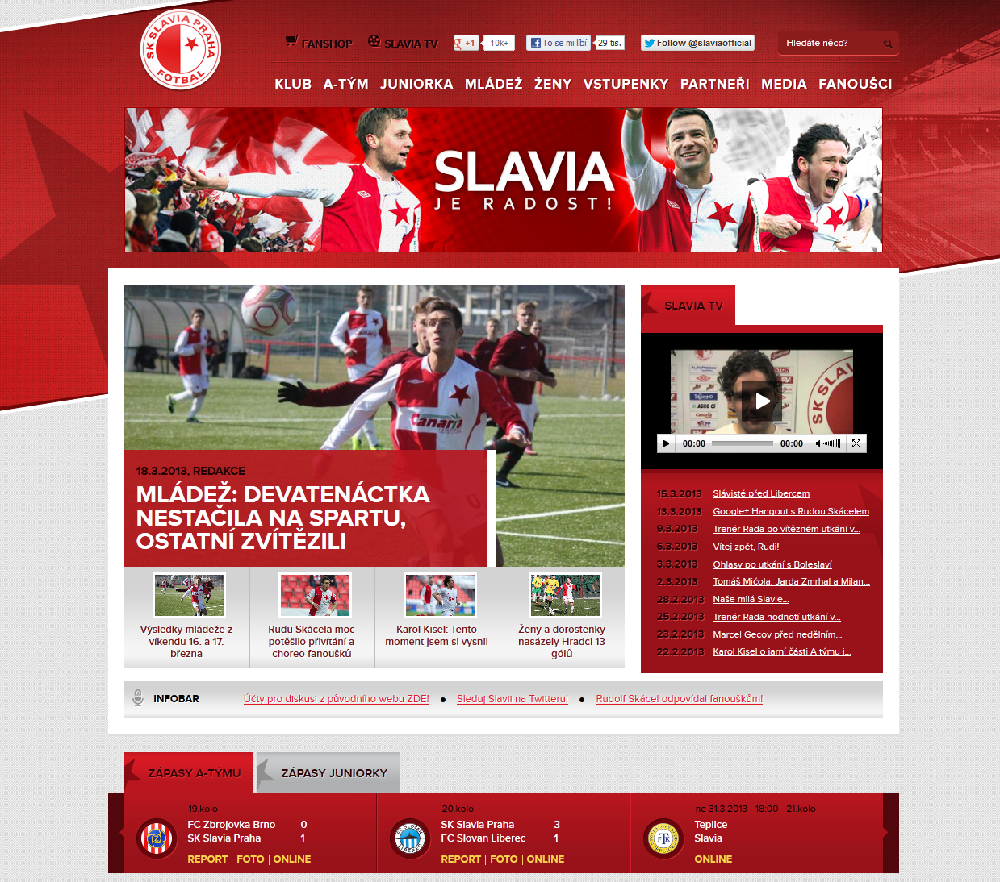 SK SLAVIA PRAHA
FOTBAL
FANSHOP
SLAVIA TV
+1
10k+
To se mi líbí
29 tis.
Follow @slaviaofficial
Hledáte něco?
KLUB A-TÝM JUNIORKA MLÁDEŽ ŽENY VSTUPENKY PARTNEŘI MEDIA FANOUŠCI
SLAVIA
JE RADOST!
Canaria
18.3.2013, REDAKCE
MLÁDEŽ: DEVATENÁCTKA
NESTAČILA NA SPARTU,
OSTATNÍ ZVÍTĚZILI
Výsledky mládeže z
víkendu 16. a 17.
března
Rudu Skácela moc
potěšilo přivítání a
choreo fanoušků
Karol Kisel: Tento
moment jsem si vysnil
Ženy a dorostenky
nasázely Hradci 13
gólů
SLAVIA TV
SK SLAV
AGRO CS
00:00
00:00
15.3.2013 Slávisté před Libercem
13.3.2013 Google+ Hangout s Rudou Skácelem
9.3.2013 Trenér Rada po vítězném utkání v...
6.3.2013 Vítej zpět, Rudi!
3.3.2013 Ohlasy po utkání s Boleslaví
2.3.2013 Tomáš Mičola, Jarda Zmrhal a Milan...
28.2.2013 Naše milá Slavie...
25.2.2013 Trenér Rada hodnotí utkání v...
23.2.2013 Marcel Gecov před nedělním...
22.2.2013 Karol Kisel o jarní části A týmu i...
INFOBAR
Účty pro diskusi z původního webu ZDE!
Sleduj Slavii na Twitteru!
Rudolf Skácel odpovídal fanouškům!
ZÁPASY A-TÝMU
ZÁPASY JUNIORKY
19.kolo
FC Zbrojovka Brno 0
SK Slavia Praha 1
REPORT | FOTO | ONLINE
20.kolo
SK Slavia Praha 3
FC Slovan Liberec 1
REPORT | FOTO | ONLINE
ne 31.3.2013 - 18:00 - 21.kolo
Teplice
Slavia
ONLINE